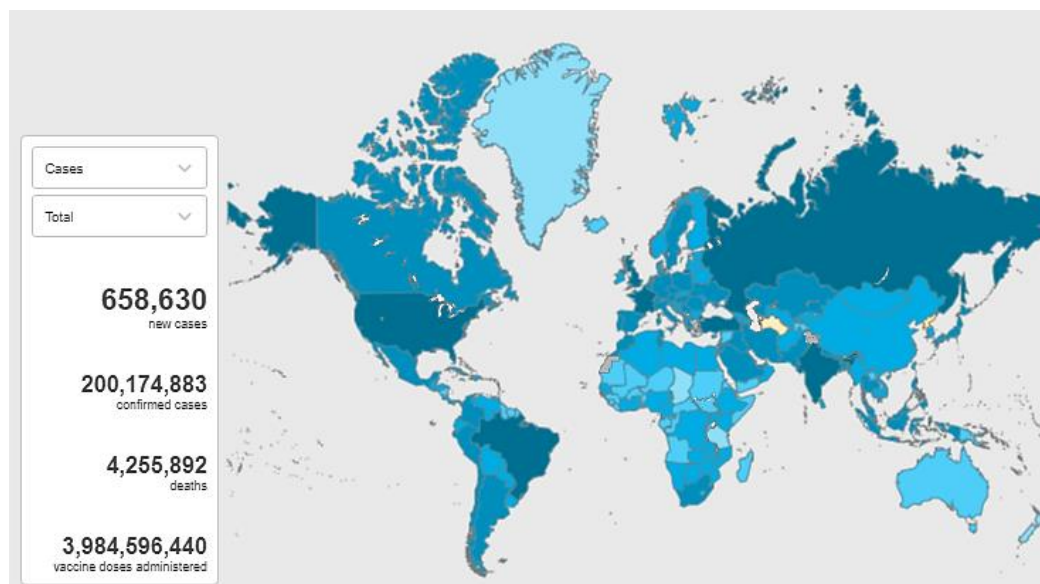 Cases
Total
658,630
new cases
200,174,883
confirmed cases
4,255,892
deaths
3,984,596,440
vaccine doses administered